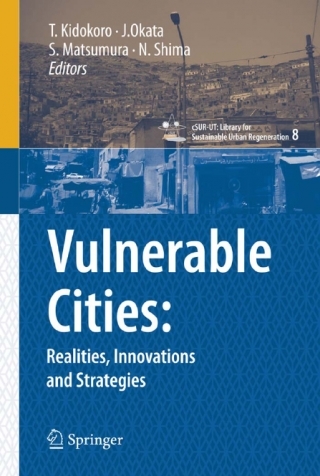 T. Kidokoro · J.Okata
S. Matsumura · N. Shima
Editors
cSUR-UT: Library for
Sustainable Urban Regeneration 8
Vulnerable
Cities:
Realities, Innovations
and Strategies
Springer